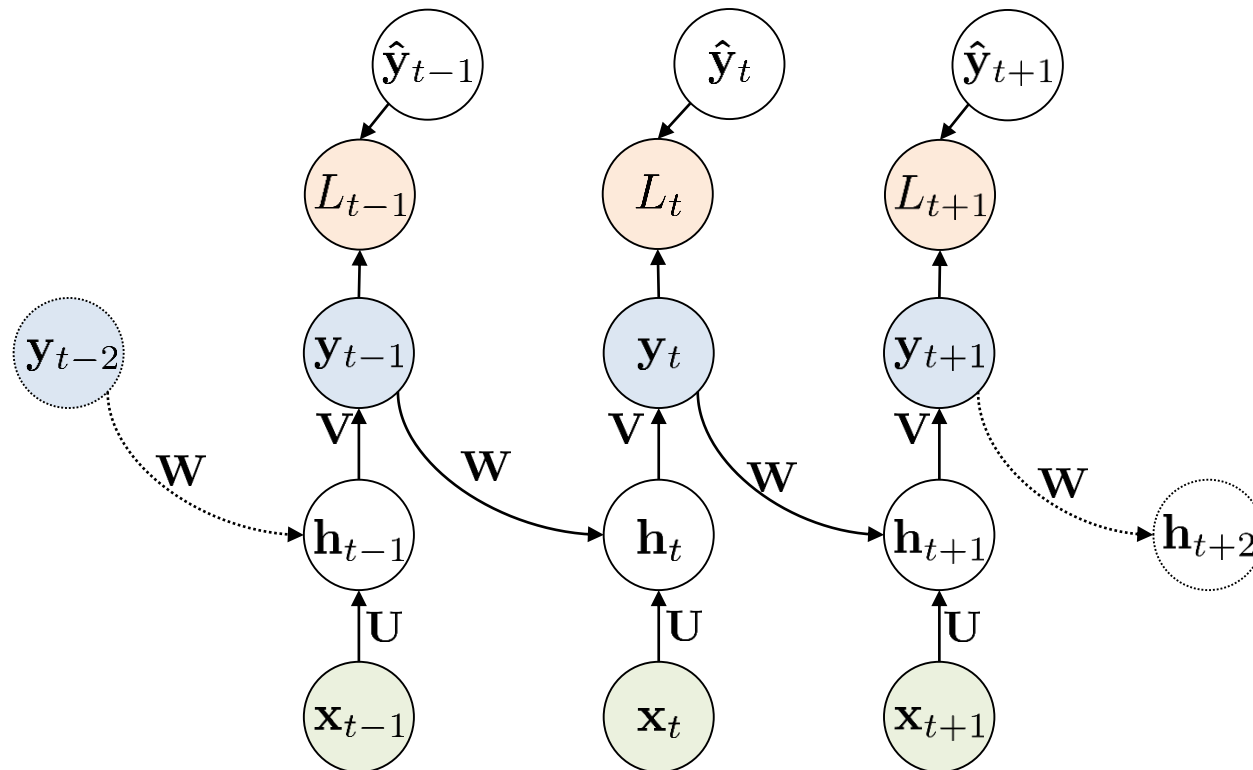 ŷ_{t−1} ŷ_t ŷ_{t+1}
L_{t−1} L_t L_{t+1}
y_{t−2} y_{t−1} y_t y_{t+1}
V V V
W W W W
h_{t−1} h_t h_{t+1} h_{t+2}
U U U
x_{t−1} x_t x_{t+1}